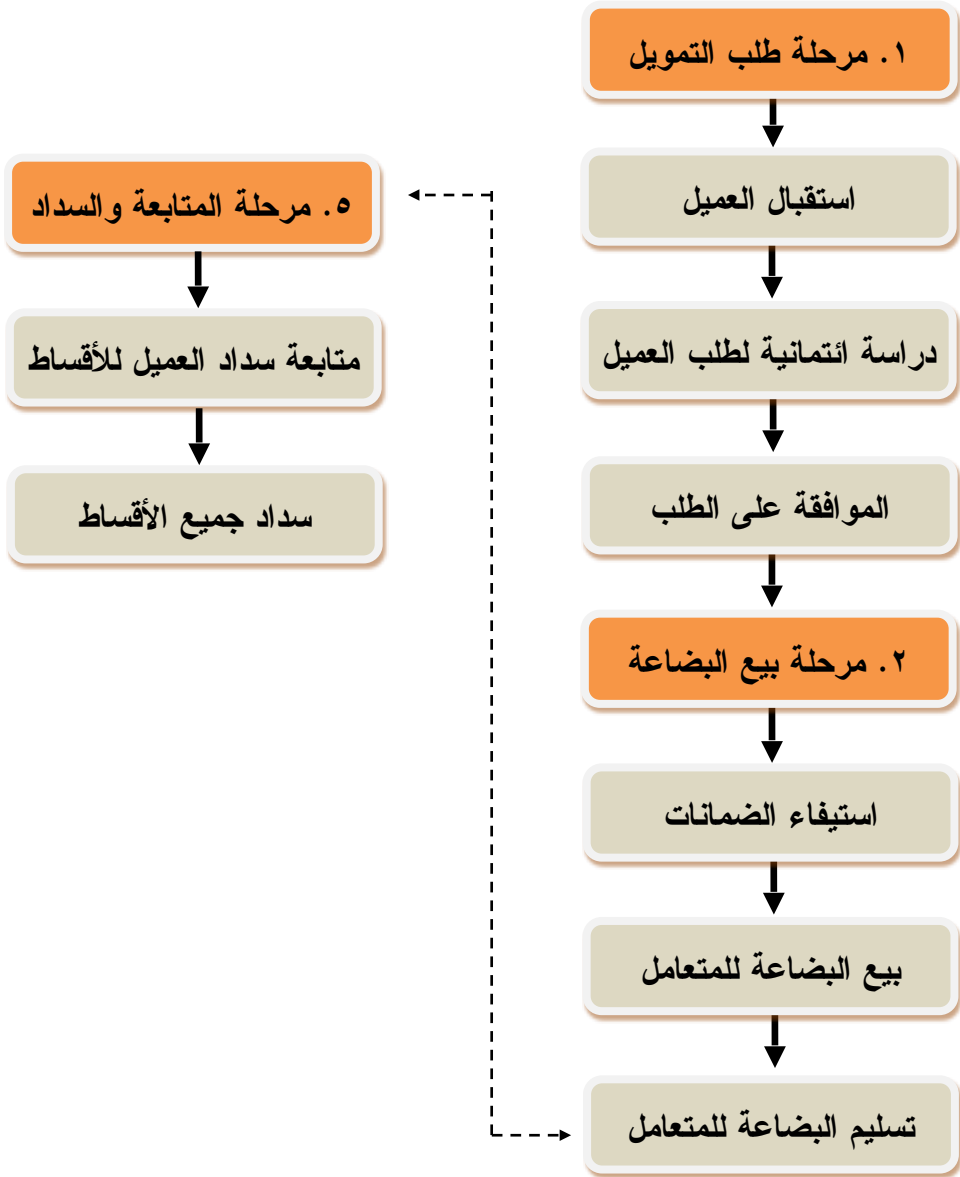 ١. مرحلة طلب التمويل
استقبال العميل
دراسة ائتمانية لطلب العميل
الموافقة على الطلب
٢. مرحلة بيع البضاعة
استيفاء الضمانات
بيع البضاعة للمتعامل
تسليم البضاعة للمتعامل
٥. مرحلة المتابعة والسداد
متابعة سداد العميل للأقساط
سداد جميع الأقساط